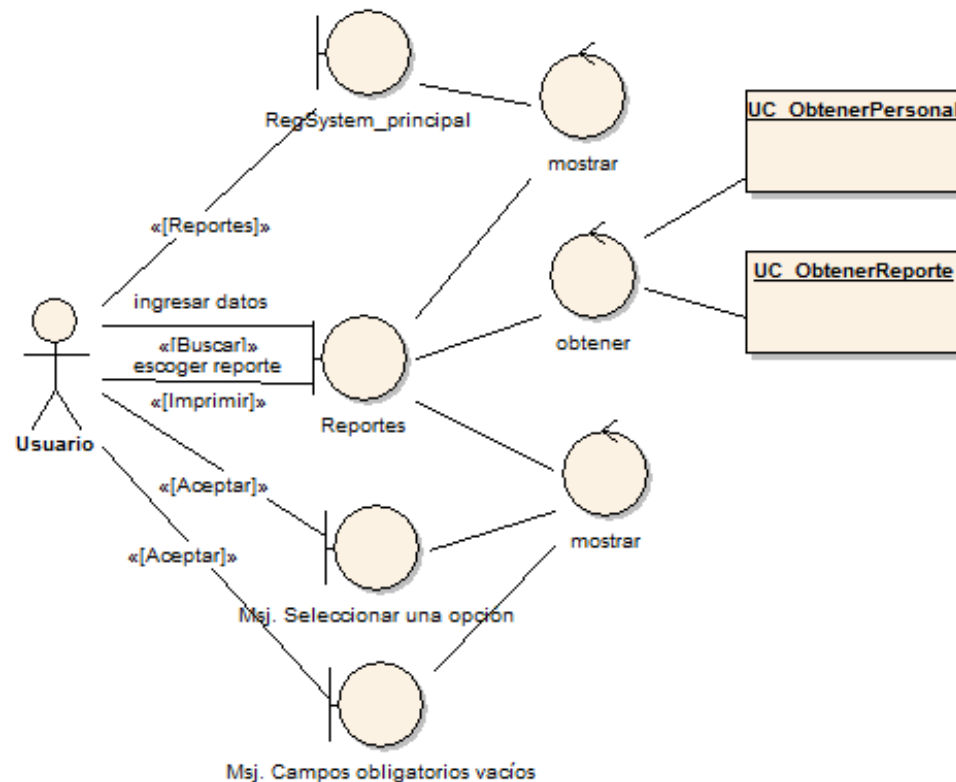 RegSystem_principal
mostrar
UC_ObtenerPersonal
«[Reportes]»
ingresar datos
«[Buscar]»
escoger reporte
«[Imprimir]»
Usuario
Reportes
obtener
UC_ObtenerReporte
«[Aceptar]»
mostrar
«[Aceptar]»
Msj. Seleccionar una opción
Msj. Campos obligatorios vacíos